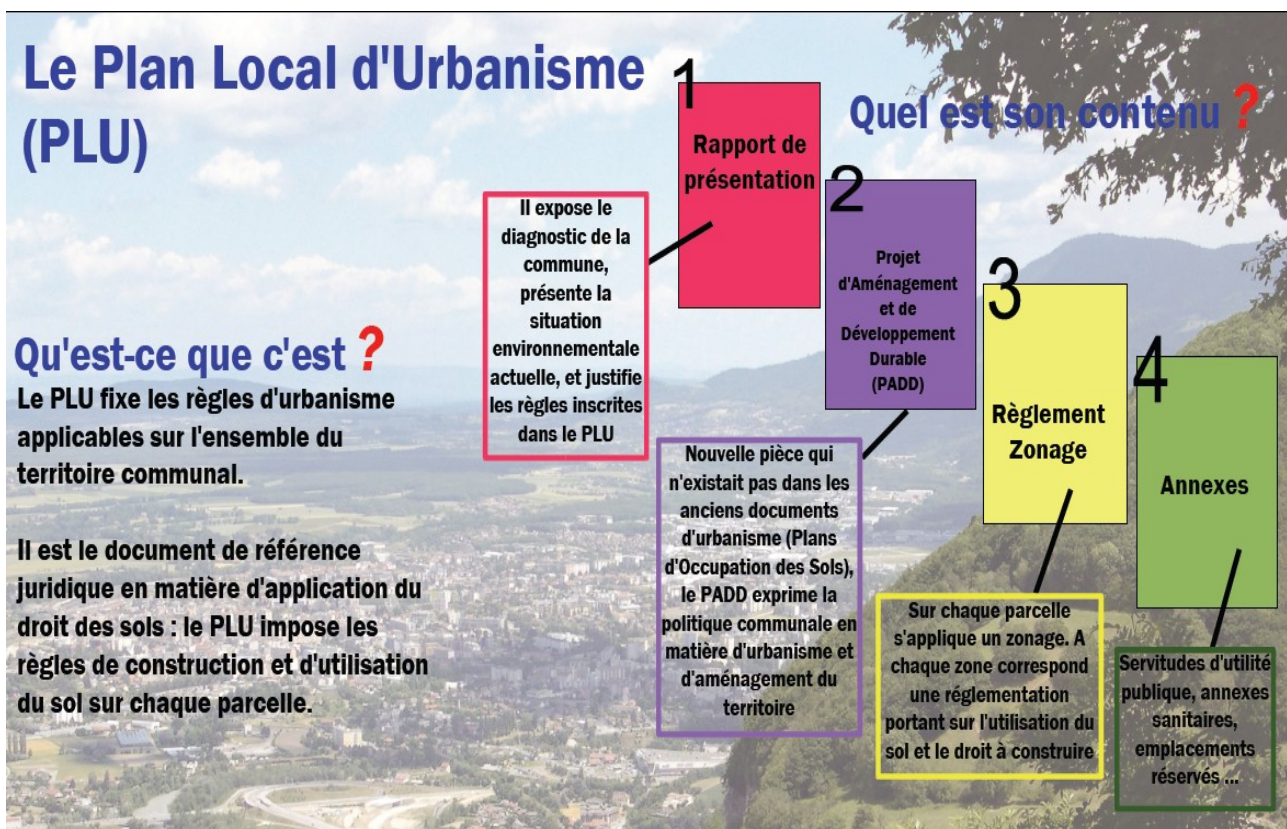 Le Plan Local d'Urbanisme
(PLU)
Qu'est-ce que c'est ?
Le PLU fixe les règles d'urbanisme
applicables sur l'ensemble du
territoire communal.
Il est le document de référence
juridique en matière d'application du
droit des sols : le PLU impose les
règles de construction et d'utilisation
du sol sur chaque parcelle.
Quel est son contenu ?
1
Rapport de
présentation
Il expose le
diagnostic de la
commune,
présente la
situation
environnementale
actuelle, et justifie
les règles inscrites
dans le PLU
2
Projet
d'Aménagement
et de
Développement
Durable
(PADD)
Nouvelle pièce qui
n'existait pas dans les
anciens documents
d'urbanisme (Plans
d'Occupation des Sols),
le PADD exprime la
politique communale en
matière d'urbanisme et
d'aménagement du
territoire
3
Règlement
Zonage
Sur chaque parcelle
s'applique un zonage. A
chaque zone correspond
une réglementation
portant sur l'utilisation du
sol et le droit à construire
4
Annexes
Servitudes d'utilité
publique, annexes
sanitaires,
emplacements
réservés ...